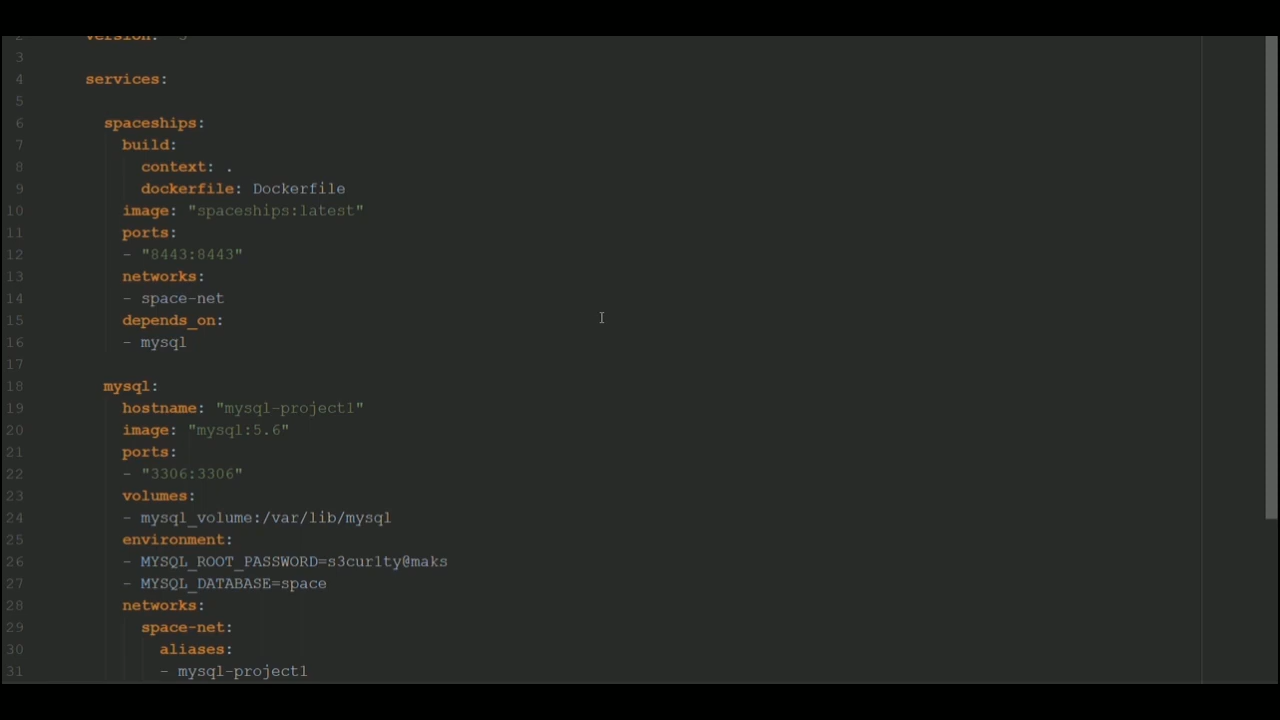 2 version: "3"
3
4 services:
5
6 spaceships:
7 build:
8 context: .
9 dockerfile: Dockerfile
10 image: "spaceships:latest"
11 ports:
12 - "8443:8443"
13 networks:
14 - space-net
15 depends_on:
16 - mysql
17
18 mysql:
19 hostname: "mysql-project1"
20 image: "mysql:5.6"
21 ports:
22 - "3306:3306"
23 volumes:
24 - mysql_volume:/var/lib/mysql
25 environment:
26 - MYSQL_ROOT_PASSWORD=s3cur1ty@maks
27 - MYSQL_DATABASE=space
28 networks:
29 space-net:
30 aliases:
31 - mysql-project1